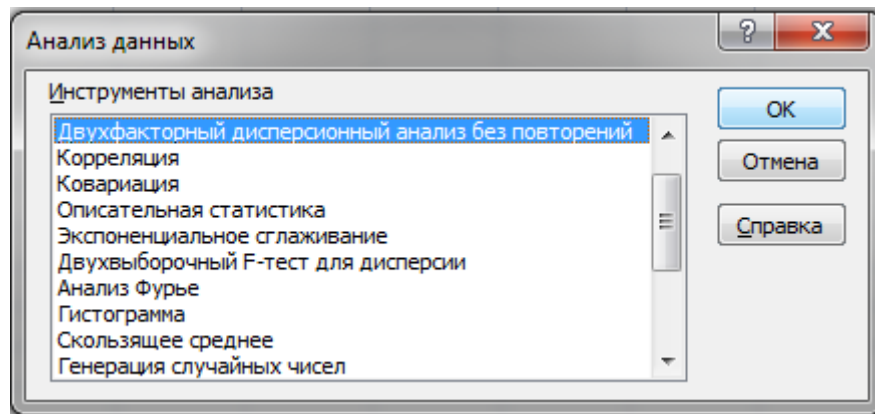 Анализ данных
Инструменты анализа
Двухфакторный дисперсионный анализ без повторений
Корреляция
Ковариация
Описательная статистика
Экспоненциальное сглаживание
Двухвыборочный F-тест для дисперсии
Анализ Фурье
Гистограмма
Скользящее среднее
Генерация случайных чисел
OK
Отмена
Справка